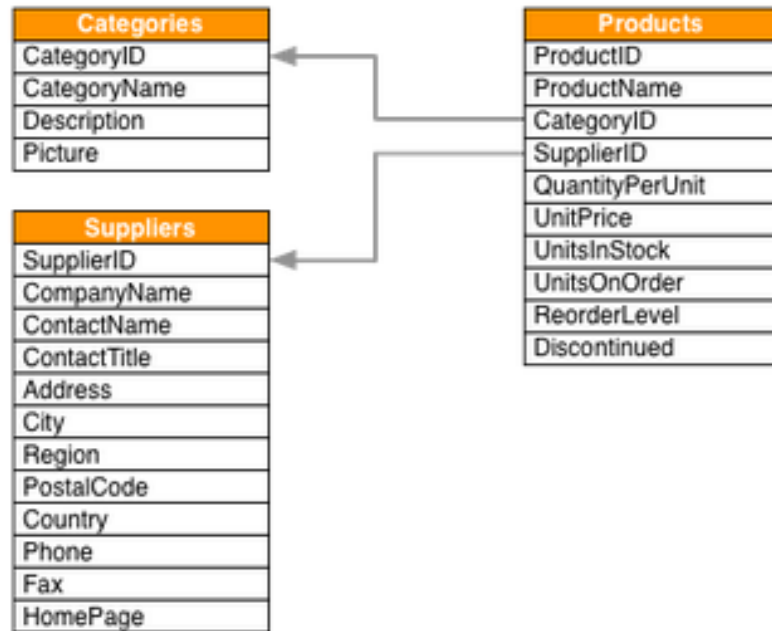 Categories
CategoryID
CategoryName
Description
Picture
Suppliers
SupplierID
CompanyName
ContactName
ContactTitle
Address
City
Region
PostalCode
Country
Phone
Fax
HomePage
Products
ProductID
ProductName
CategoryID
SupplierID
QuantityPerUnit
UnitPrice
UnitsInStock
UnitsOnOrder
ReorderLevel
Discontinued